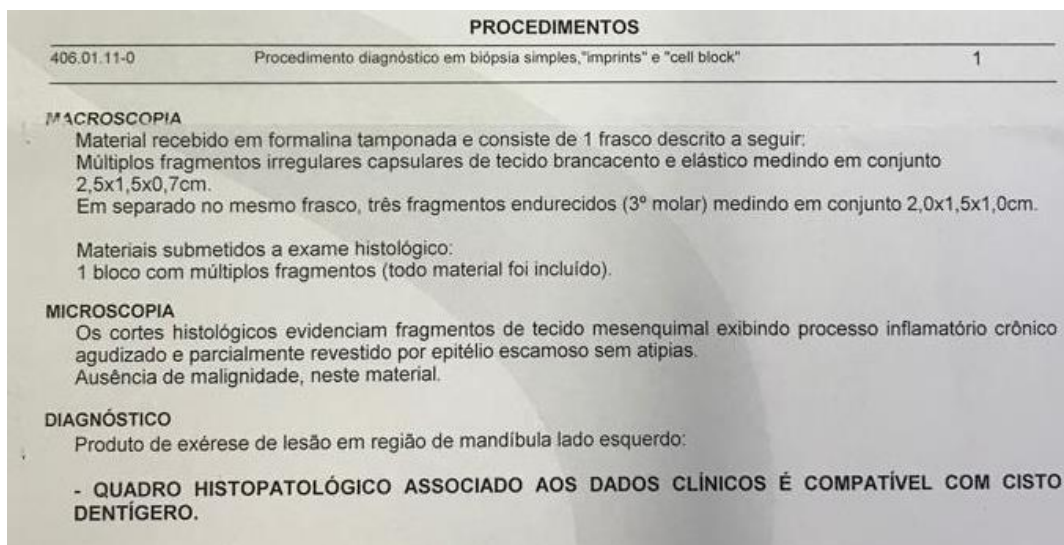 PROCEDIMENTOS
406.01.11-0 Procedimento diagnóstico em biópsia simples,"imprints" e "cell block" 1
MACROSCOPIA
Material recebido em formalina tamponada e consiste de 1 frasco descrito a seguir:
Múltiplos fragmentos irregulares capsulares de tecido brancacento e elástico medindo em conjunto
2,5x1,5x0,7cm.
Em separado no mesmo frasco, três fragmentos endurecidos (3º molar) medindo em conjunto 2,0x1,5x1,0cm.
Materiais submetidos a exame histológico:
1 bloco com múltiplos fragmentos (todo material foi incluído).
MICROSCOPIA
Os cortes histológicos evidenciam fragmentos de tecido mesenquimal exibindo processo inflamatório crônico
agudizado e parcialmente revestido por epitélio escamoso sem atipias.
Ausência de malignidade, neste material.
DIAGNÓSTICO
Produto de exérese de lesão em região de mandíbula lado esquerdo:
- QUADRO HISTOPATOLÓGICO ASSOCIADO AOS DADOS CLÍNICOS É COMPATÍVEL COM CISTO
DENTÍGERO.